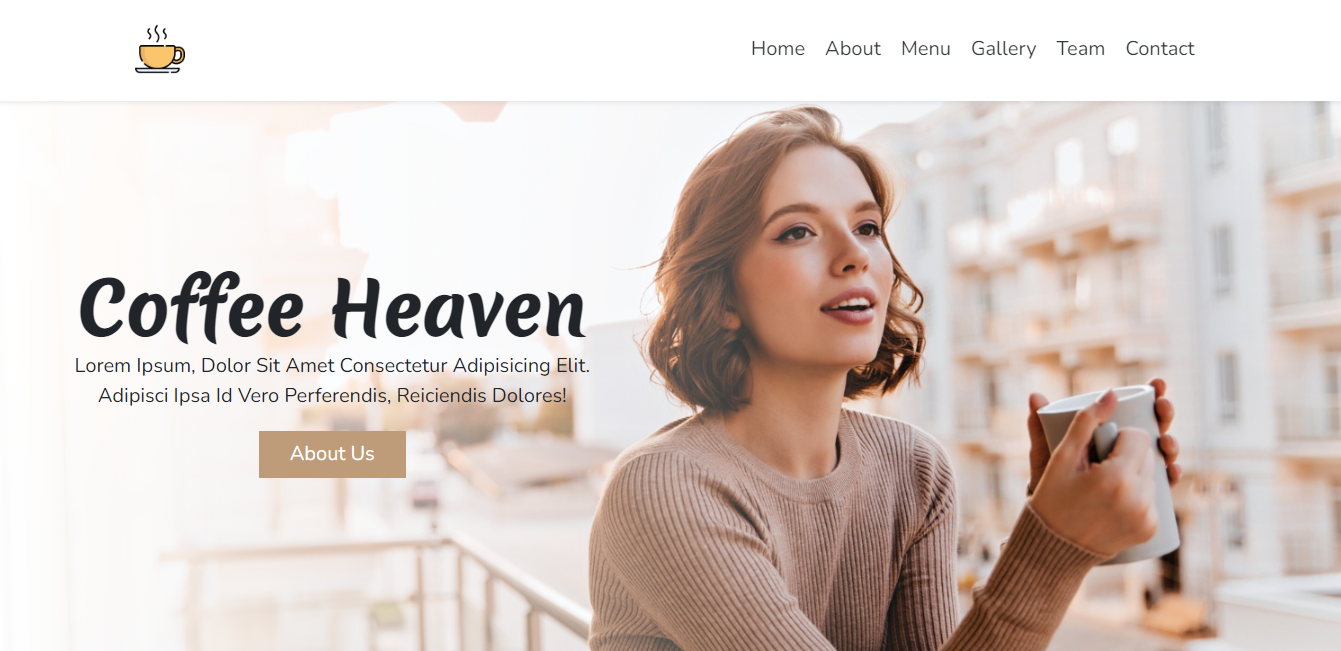 Home About Menu Gallery Team Contact
Coffee Heaven
Lorem Ipsum, Dolor Sit Amet Consectetur Adipisicing Elit.
Adipisci Ipsa Id Vero Perferendis, Reiciendis Dolores!
About Us